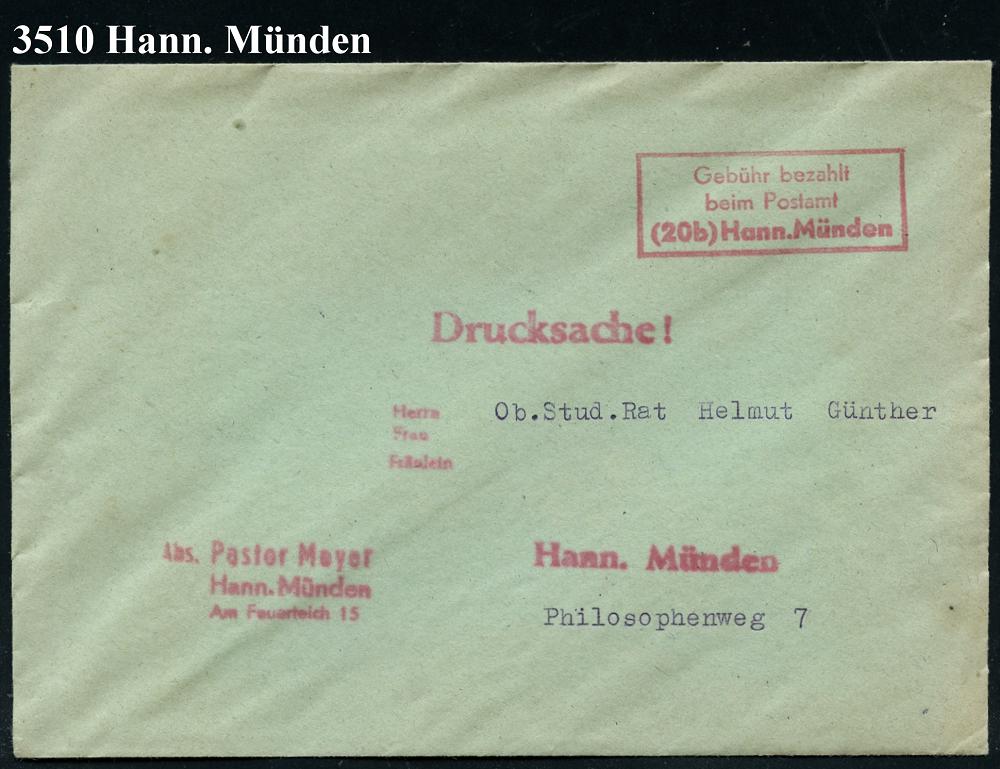 3510 Hann. Münden
Gebühr bezahlt
beim Postamt
(20b) Hann.Münden
Drucksache!
Herrn
Frau
Fräulein
Ob.Stud.Rat Helmut Günther
Abs. Pastor Meyer
Hann.Münden
Am Feuerteich 15
Hann. Münden
Philosophenweg 7